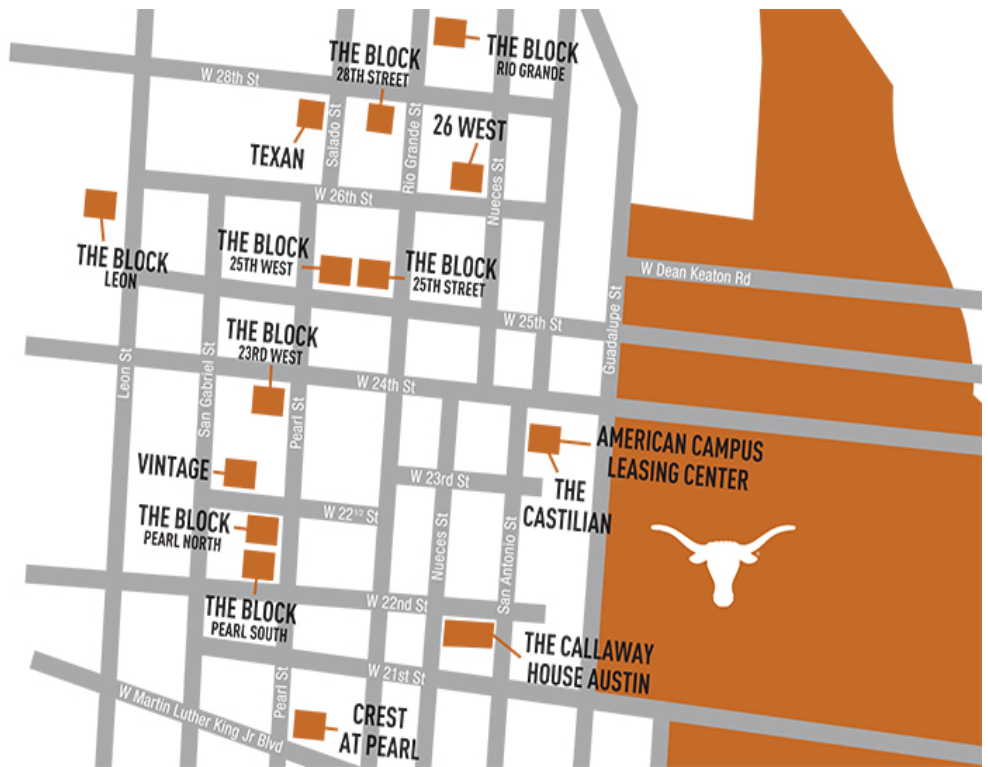 THE BLOCK
RIO GRANDE
THE BLOCK
28TH STREET
W 28th St
TEXAN
Salado St
Rio Grande St
26 WEST
Nueces St
W 26th St
THE BLOCK
LEON
THE BLOCK
25TH WEST
THE BLOCK
25TH STREET
W Dean Keaton Rd
W 25th St
Guadalupe St
THE BLOCK
23RD WEST
Leon St
San Gabriel St
Pearl St
W 24th St
AMERICAN CAMPUS
LEASING CENTER
THE
CASTILIAN
VINTAGE
W 23rd St
W 22 1/2 St
THE BLOCK
PEARL NORTH
Nueces St
San Antonio St
THE BLOCK
PEARL SOUTH
W 22nd St
THE CALLAWAY
HOUSE AUSTIN
W 21st St
Pearl St
W Martin Luther King Jr Blvd
CREST
AT PEARL